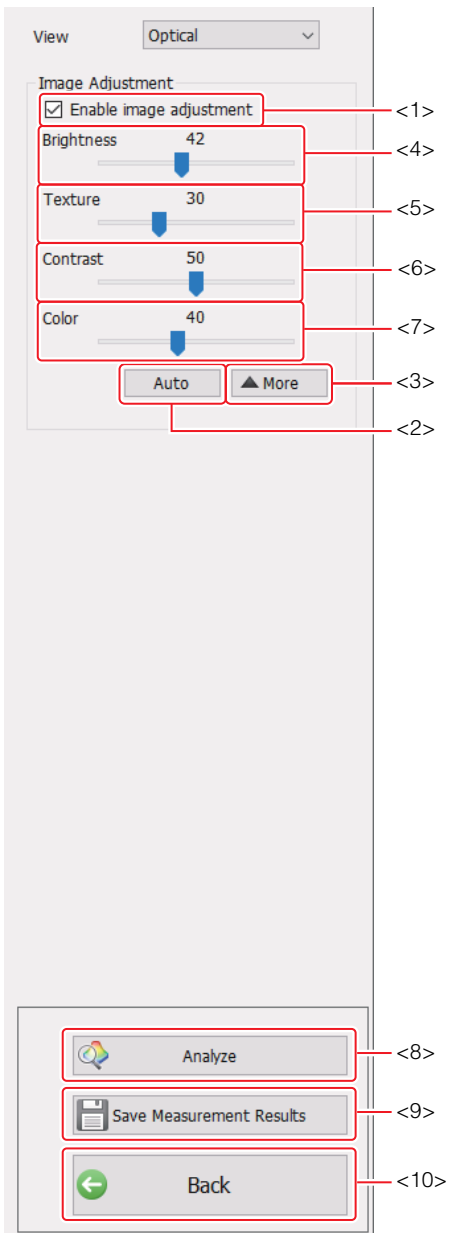 View Optical
Image Adjustment
Enable image adjustment <1>
Brightness 42 <4>
Texture 30 <5>
Contrast 50 <6>
Color 40 <7>
Auto More <3>
<2>
Analyze <8>
Save Measurement Results <9>
Back <10>